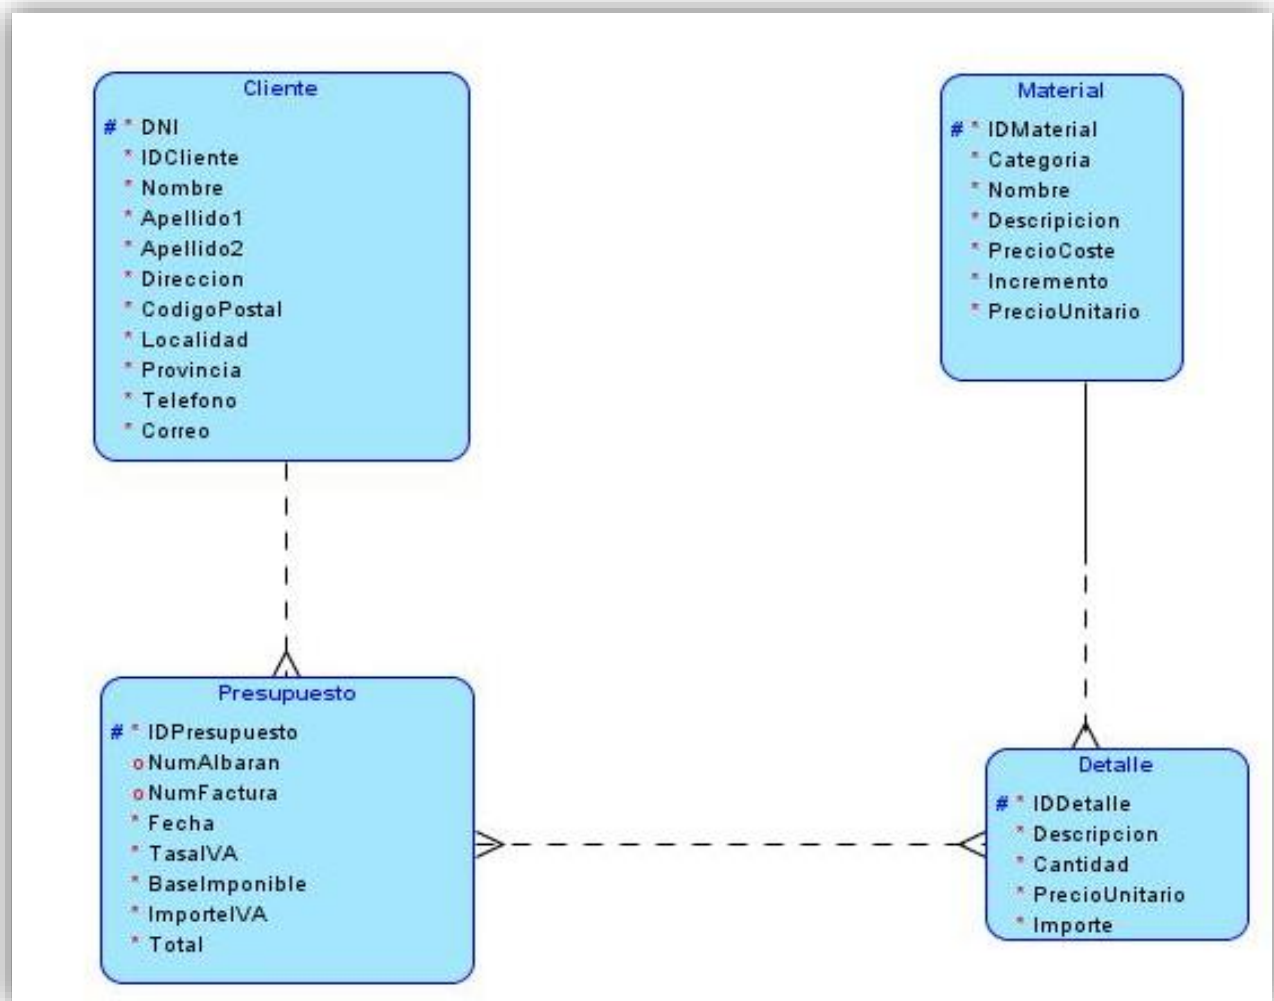 Cliente
# * DNI
* IDCliente
* Nombre
* Apellido1
* Apellido2
* Direccion
* CodigoPostal
* Localidad
* Provincia
* Telefono
* Correo
Material
# * IDMaterial
* Categoria
* Nombre
* Descripicion
* PrecioCoste
* Incremento
* PrecioUnitario
Presupuesto
# * IDPresupuesto
o NumAlbaran
o NumFactura
* Fecha
* TasaIVA
* BaseImponible
* ImporteIVA
* Total
Detalle
# * IDDetalle
* Descripcion
* Cantidad
* PrecioUnitario
* Importe